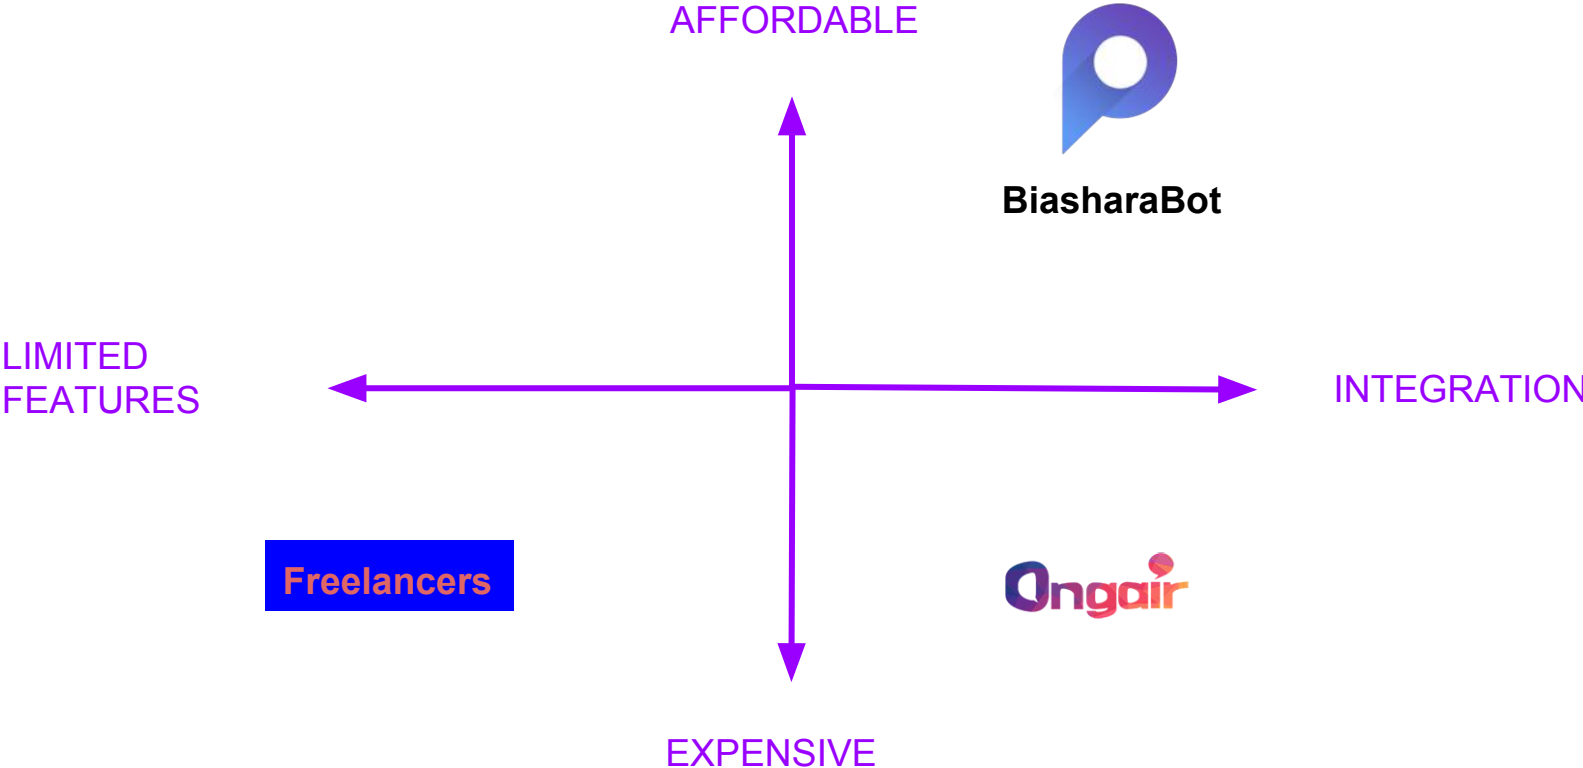 AFFORDABLE
BiasharaBot
LIMITED
FEATURES
INTEGRATION
Freelancers
Ongair
EXPENSIVE